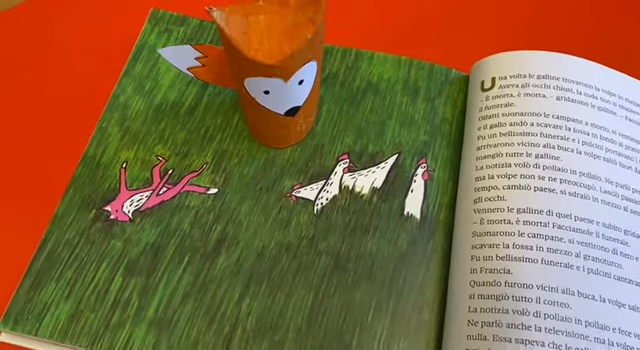 Una volta le galline trovarono la volpe in mezzo
Aveva gli occhi chiusi, la coda non si muoveva
– È morta, è morta, – gridarono le galline. – Facciamole
il funerale.
Difatti suonarono le campane a morto, si vestirono
e il gallo andò a scavare la fossa in fondo al
Fu un bellissimo funerale e i pulcini portavano i
arrivarono vicino alla buca la volpe saltò fuori
mangiò tutte le galline.
La notizia volò di pollaio in pollaio. Ne parlò
ma la volpe non se ne preoccupò. Lasciò passare
tempo, cambiò paese, si sdraiò in mezzo al
gli occhi.
Vennero le galline di quel paese e subito
– È morta, è morta! Facciamole il funerale.
Suonarono le campane, si vestirono di nero e
scavare la fossa in mezzo al granoturco.
Fu un bellissimo funerale e i pulcini cantavano
in Francia.
Quando furono vicini alla buca, la volpe
si mangiò tutto il corteo.
La notizia volò di pollaio in pollaio e fece
Ne parlò anche la televisione, ma la volpe
nulla. Essa sapeva che le